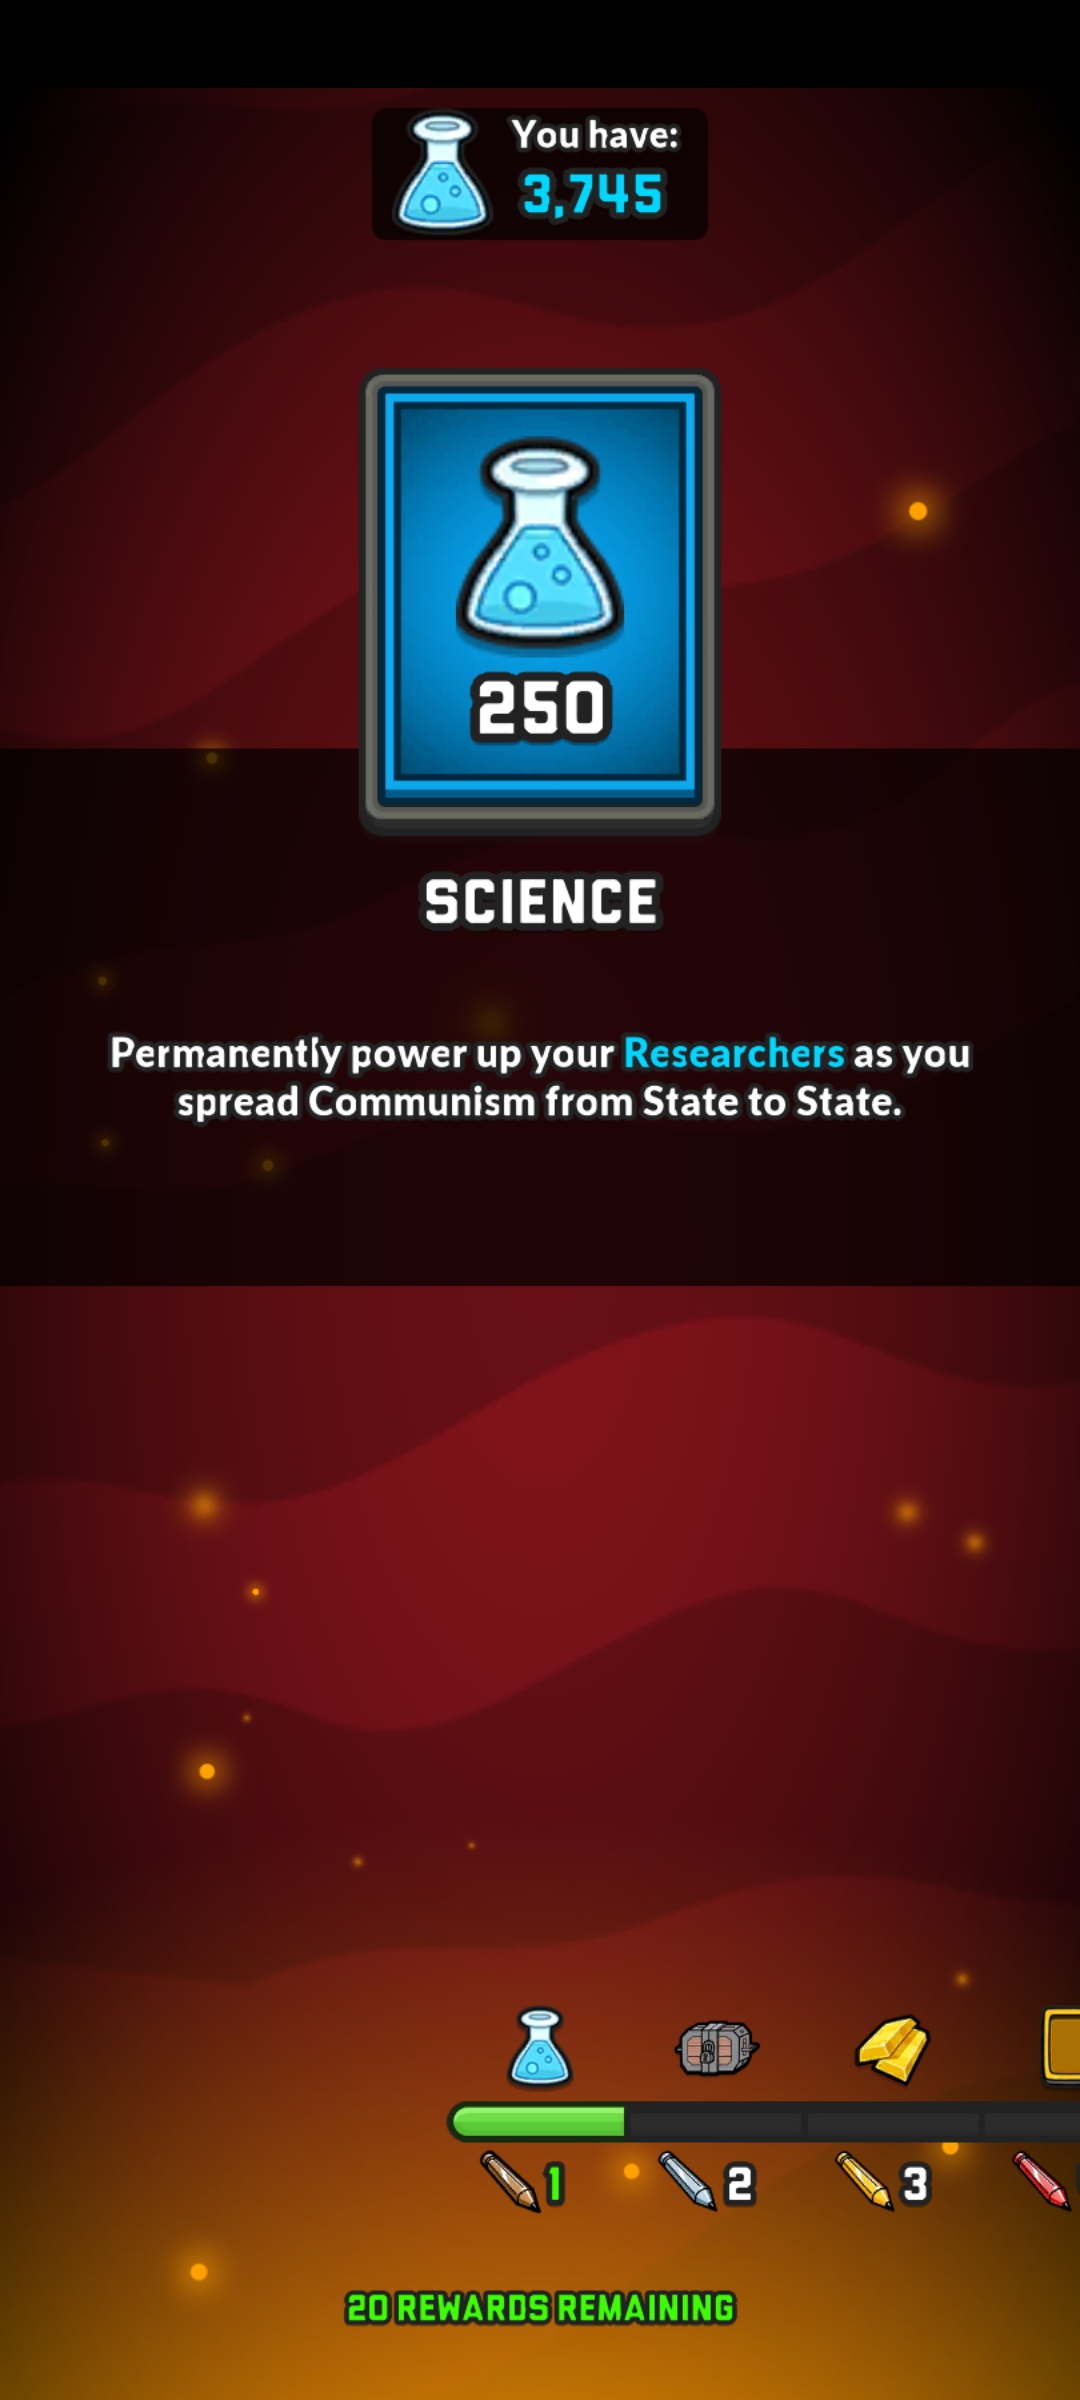 You have:
3,745
250
SCIENCE
Permanently power up your Researchers as you
spread Communism from State to State.
1 2 3
20 REWARDS REMAINING